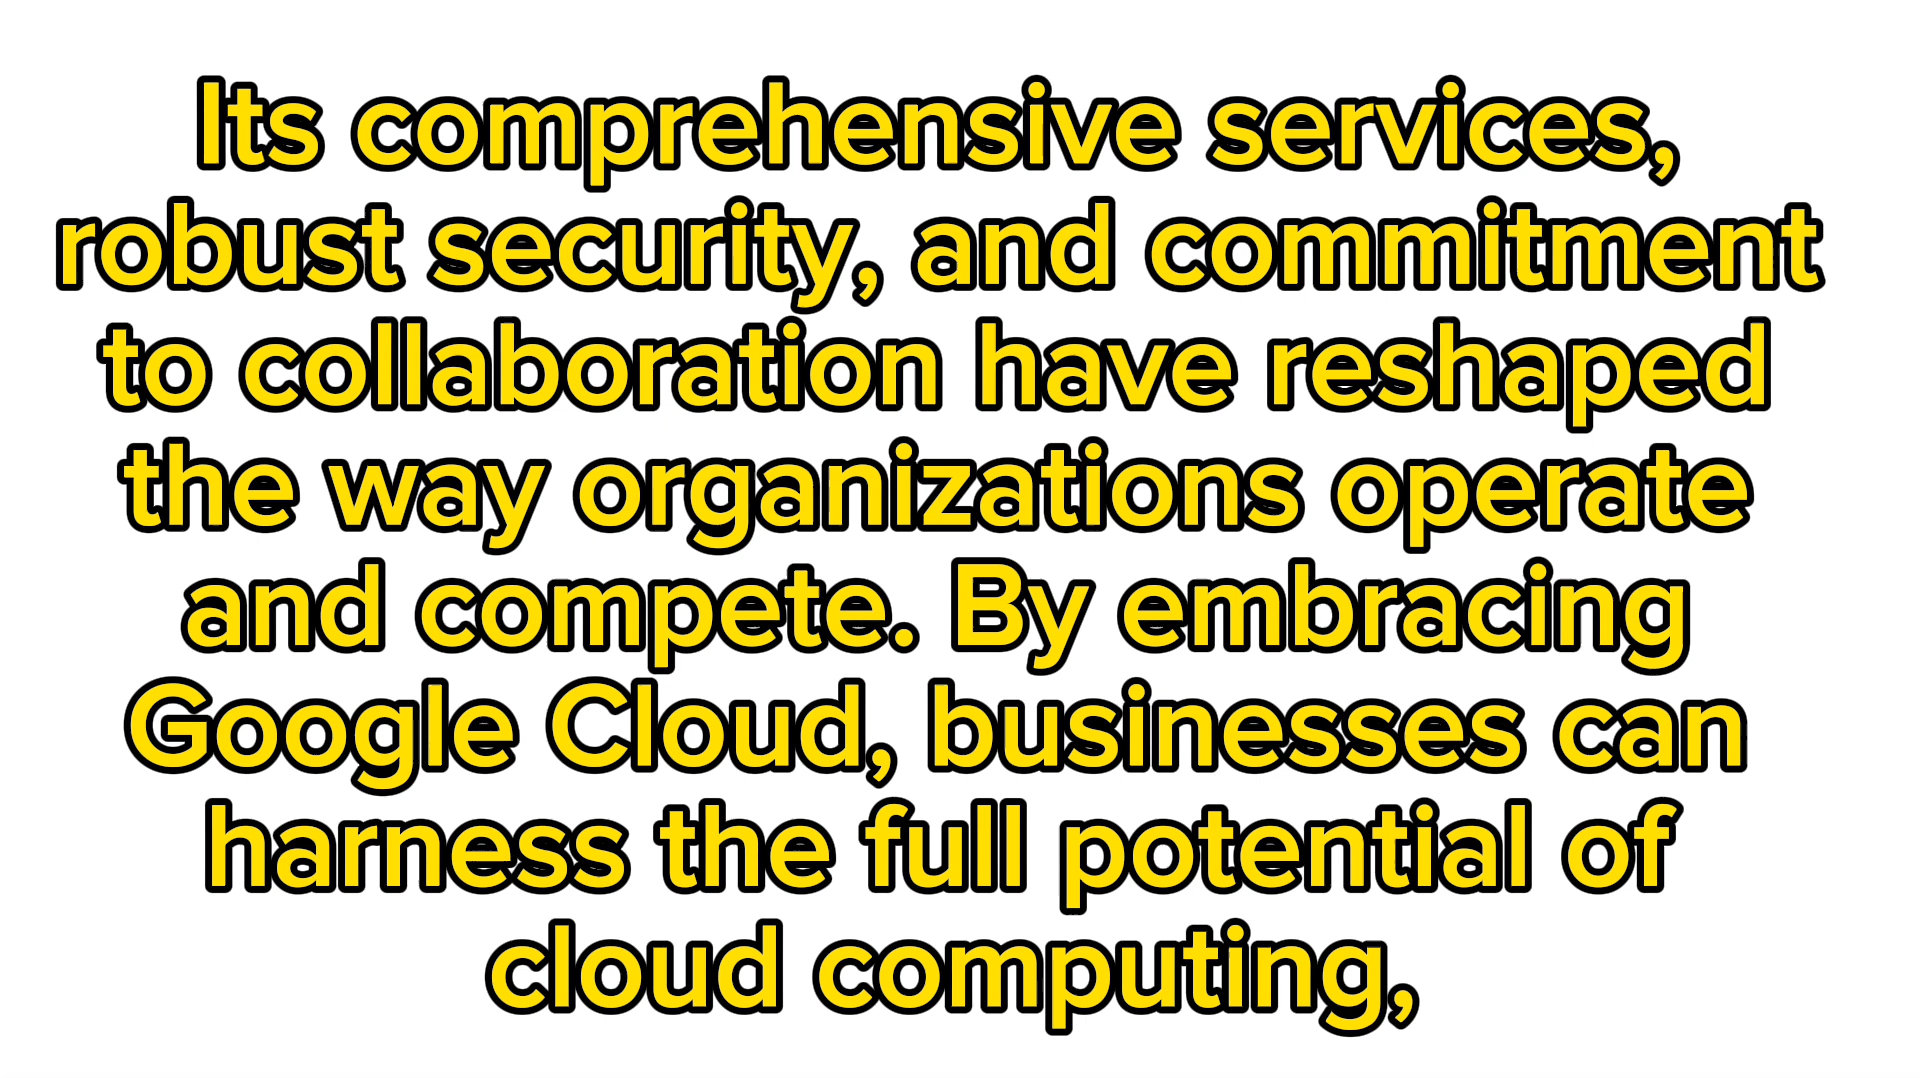 Its comprehensive services,
robust security, and commitment
to collaboration have reshaped
the way organizations operate
and compete. By embracing
Google Cloud, businesses can
harness the full potential of
cloud computing,